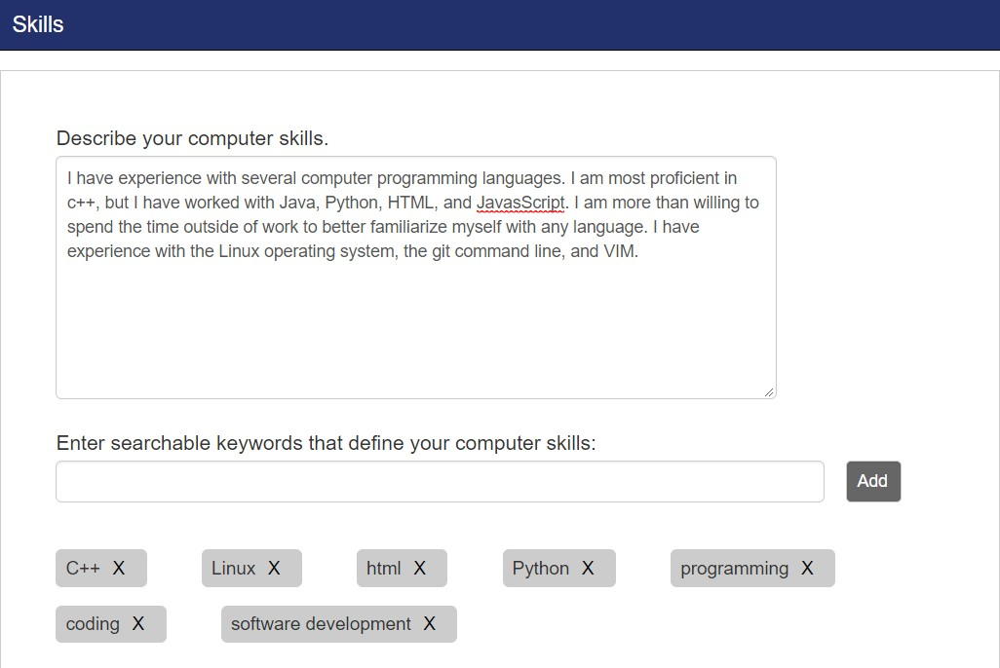 Skills
Describe your computer skills.
I have experience with several computer programming languages. I am most proficient in
c++, but I have worked with Java, Python, HTML, and JavasScript. I am more than willing to
spend the time outside of work to better familiarize myself with any language. I have
experience with the Linux operating system, the git command line, and VIM.
Enter searchable keywords that define your computer skills:
Add
C++ X Linux X html X Python X programming X
coding X software development X